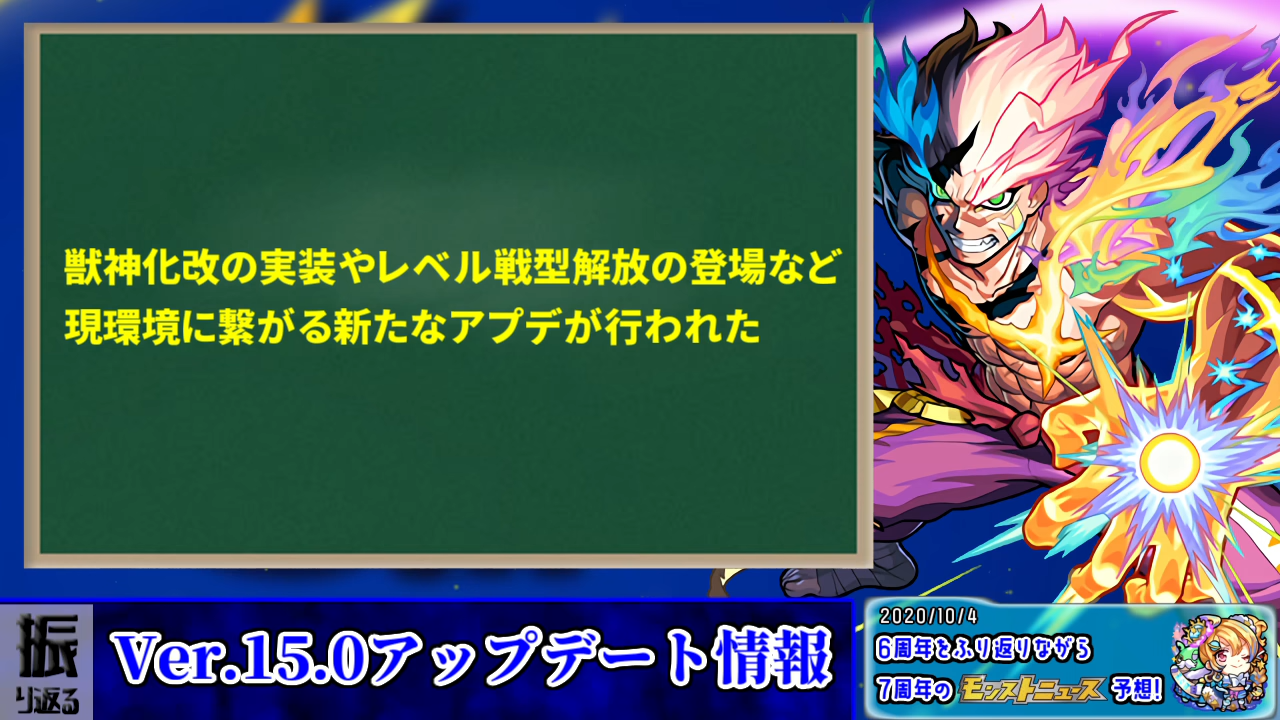 獣神化改の実装やレベル戦型解放の登場など
現環境に繋がる新たなアプデが行われた
振り返る
Ver.15.0アップデート情報
2020/10/4
6周年をふり返りながら
7周年のモンストニュース予想!